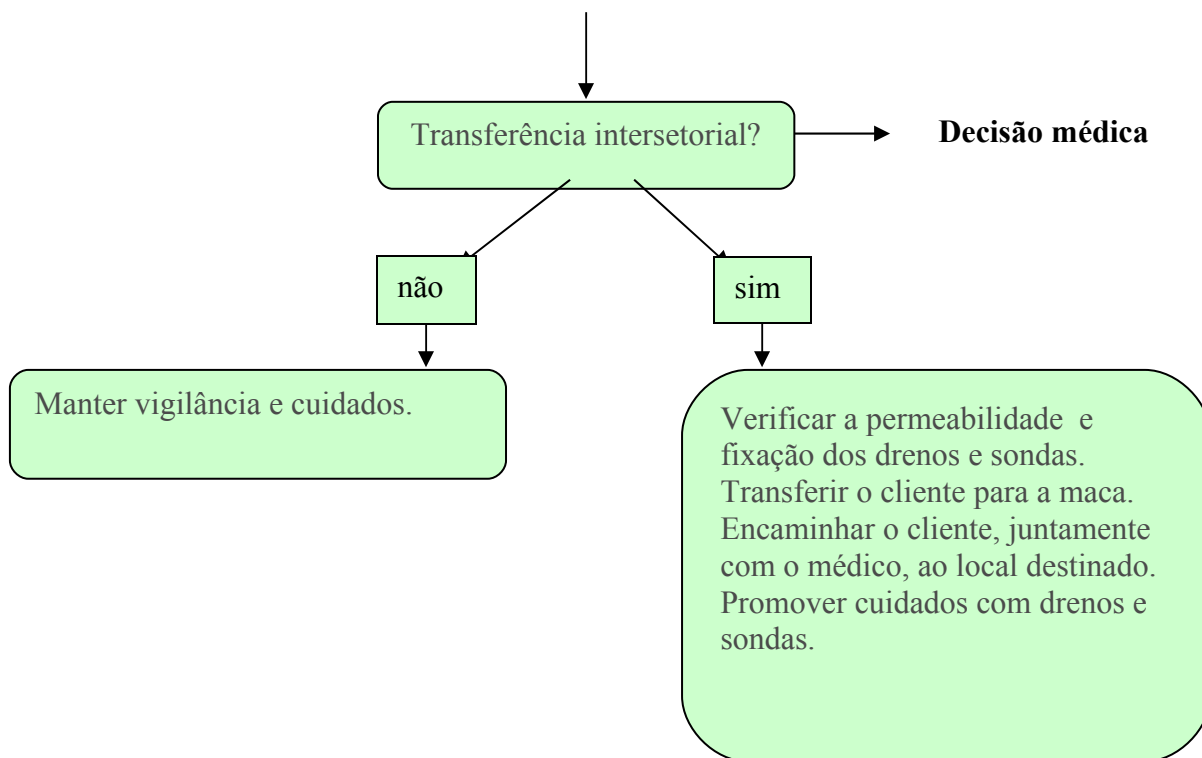 Transferência intersetorial?
Decisão médica
não
sim
Manter vigilância e cuidados.
Verificar a permeabilidade e
fixação dos drenos e sondas.
Transferir o cliente para a maca.
Encaminhar o cliente, juntamente
com o médico, ao local destinado.
Promover cuidados com drenos e
sondas.